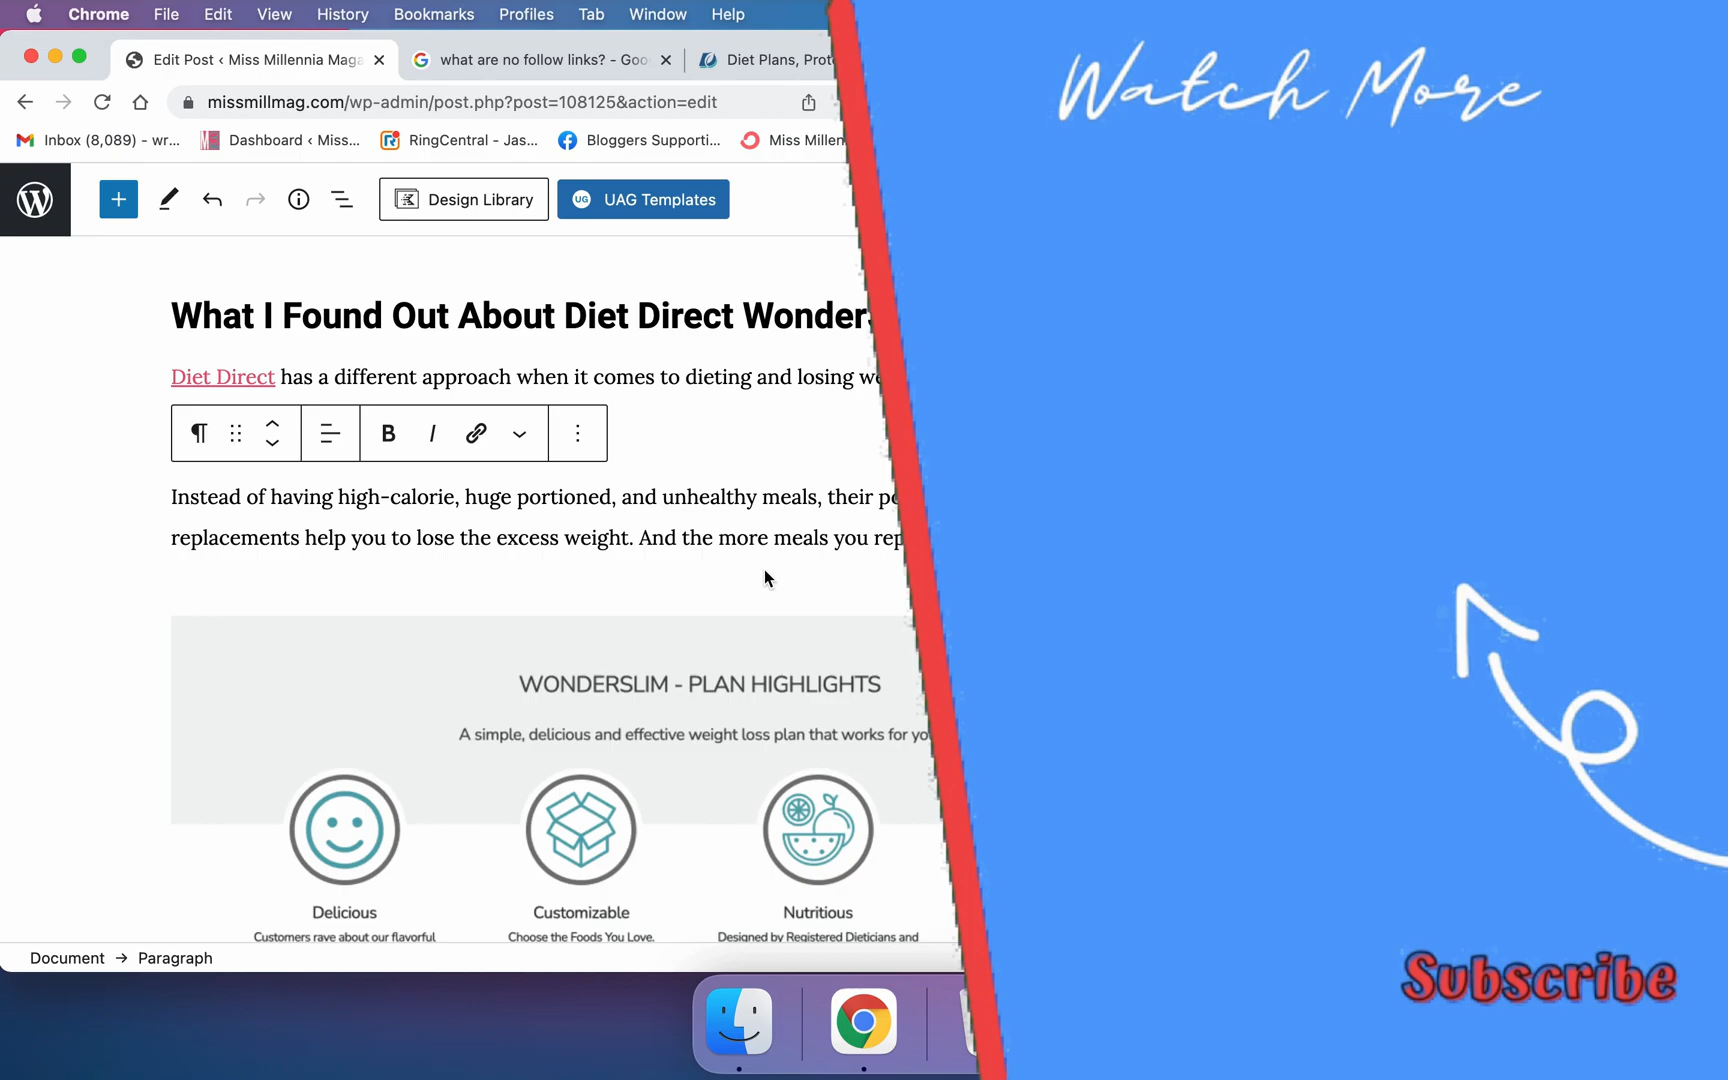 Chrome File Edit View History Bookmarks Profiles Tab Window Help
Edit Post ‹ Miss Millennia Maga
what are no follow links? - Goo
Diet Plans, Prot
missmillmag.com/wp-admin/post.php?post=108125&action=edit
Inbox (8,089) - wr...
Dashboard ‹ Miss...
RingCentral - Jas...
Bloggers Supporti...
Miss Millen
Design Library
UG UAG Templates
What I Found Out About Diet Direct Wonder
Diet Direct has a different approach when it comes to dieting and losing we
B I
Instead of having high-calorie, huge portioned, and unhealthy meals, their po
replacements help you to lose the excess weight. And the more meals you rep
WONDERSLIM - PLAN HIGHLIGHTS
A simple, delicious and effective weight loss plan that works for yo
Delicious
Customers rave about our flavorful
Customizable
Choose the Foods You Love.
Nutritious
Designed by Registered Dieticians and
Document → Paragraph
Watch More
Subscribe